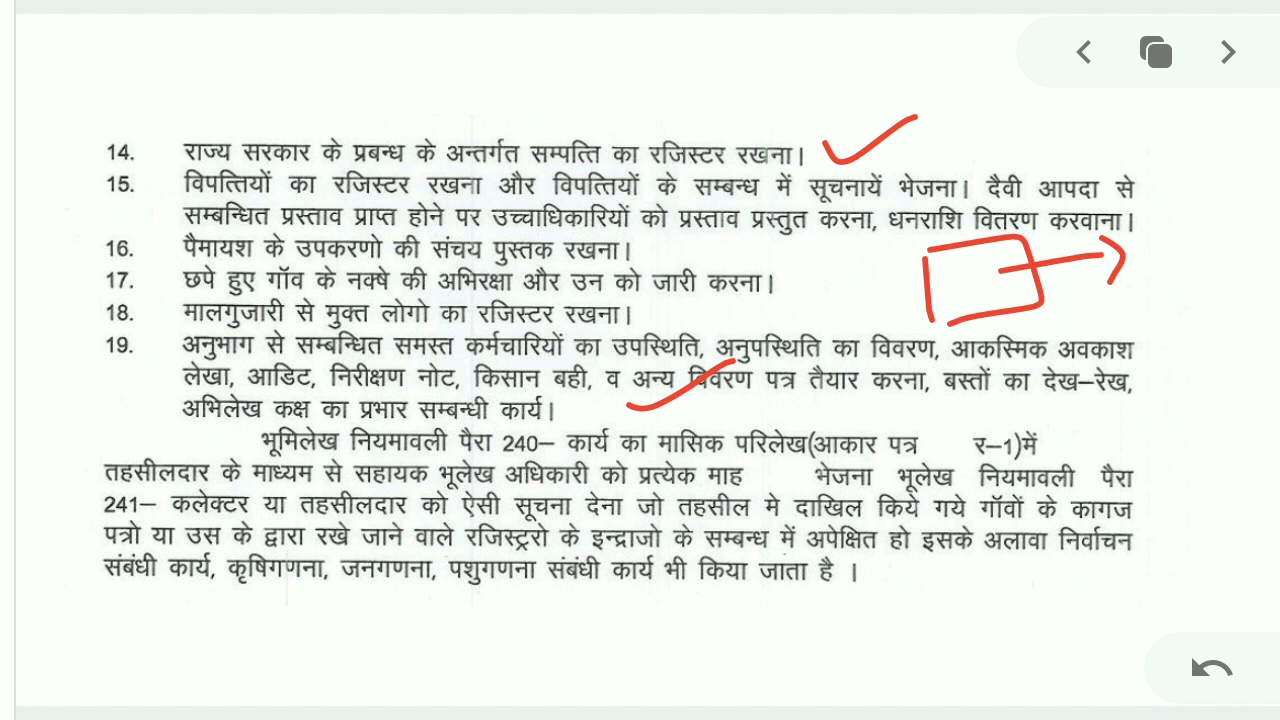 14. राज्य सरकार के प्रबन्ध के अन्तर्गत सम्पत्ति का रजिस्टर रखना।
15. विपत्तियों का रजिस्टर रखना और विपत्तियों के सम्बन्ध में सूचनायें भेजना। दैवी आपदा से
सम्बन्धित प्रस्ताव प्राप्त होने पर उच्चाधिकारियों को प्रस्ताव प्रस्तुत करना, धनराशि वितरण करवाना।
16. पैमायश के उपकरणो की संचय पुस्तक रखना।
17. छपे हुए गॉव के नक्षे की अभिरक्षा और उन को जारी करना।
18. मालगुजारी से मुक्त लोगो का रजिस्टर रखना।
19. अनुभाग से सम्बन्धित समस्त कर्मचारियों का उपस्थिति, अनुपस्थिति का विवरण, आकस्मिक अवकाश
लेखा, आडिट, निरीक्षण नोट, किसान बही, व अन्य विवरण पत्र तैयार करना, बस्तों का देख–रेख,
अभिलेख कक्ष का प्रभार सम्बन्धी कार्य।
भूमिलेख नियमावली पैरा 240– कार्य का मासिक परिलेख(आकार पत्र र–1)में
तहसीलदार के माध्यम से सहायक भूलेख अधिकारी को प्रत्येक माह भेजना भूलेख नियमावली पैरा
241– कलेक्टर या तहसीलदार को ऐसी सूचना देना जो तहसील मे दाखिल किये गये गॉवों के कागज
पत्रो या उस के द्वारा रखे जाने वाले रजिस्ट्ररो के इन्द्राजो के सम्बन्ध में अपेक्षित हो इसके अलावा निर्वाचन
संबंधी कार्य, कृषिगणना, जनगणना, पशुगणना संबंधी कार्य भी किया जाता है ।